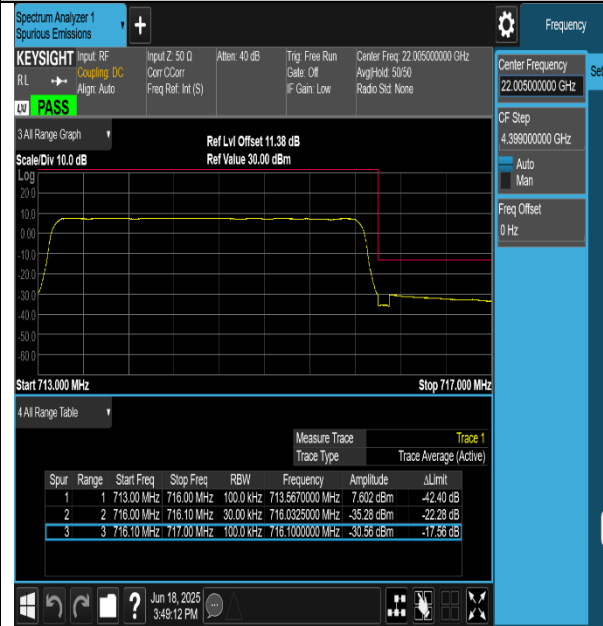 Spectrum Analyzer 1
Spurious Emissions
+
Frequency
KEYSIGHT Input: RF Input Z: 50 Ω Atten: 40 dB Trig: Free Run Center Freq: 22.005000000 GHz
RL Coupling: DC Corr CCorr Gate: Off Avg|Hold: 50/50
Align: Auto Freq Ref: Int (S) IF Gain: Low Radio Std: None
LXI PASS
Center Frequency
22.005000000 GHz
Set
CF Step
4.399000000 GHz
Auto
Man
Freq Offset
0 Hz
3 All Range Graph
Ref Lvl Offset 11.38 dB
Scale/Div 10.0 dB Ref Value 30.00 dBm
Log
20.0
10.0
0.00
-10.0
-20.0
-30.0
-40.0
-50.0
-60.0
Start 713.000 MHz Stop 717.000 MHz
4 All Range Table
Measure Trace Trace 1
Trace Type Trace Average (Active)
Spur Range Start Freq Stop Freq RBW Frequency Amplitude ΔLimit
1 1 713.00 MHz 716.00 MHz 100.0 kHz 713.5670000 MHz 7.602 dBm -42.40 dB
2 2 716.00 MHz 716.10 MHz 30.00 kHz 716.0325000 MHz -35.28 dBm -22.28 dB
3 3 716.10 MHz 717.00 MHz 100.0 kHz 716.1000000 MHz -30.56 dBm -17.56 dB
?
Jun 18, 2025
3:49:12 PM